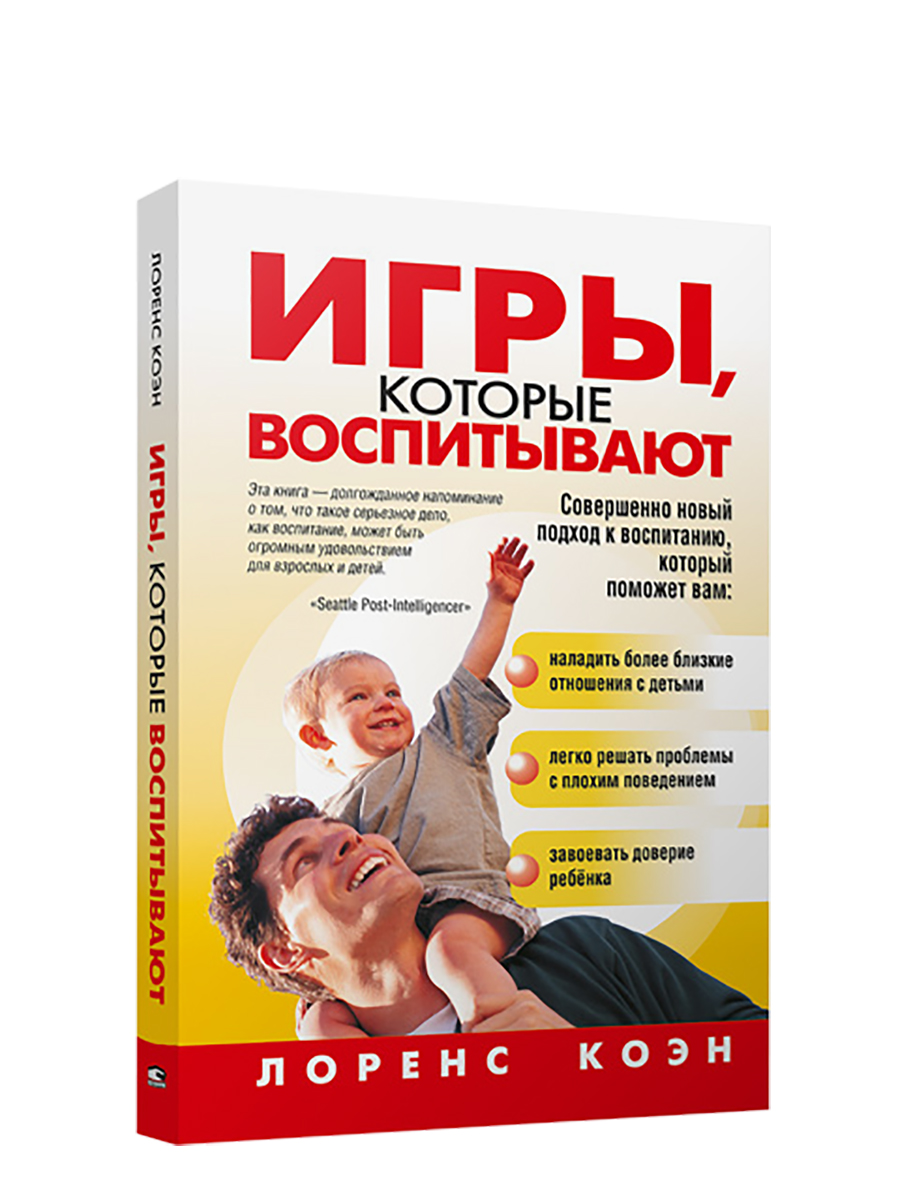 ЛОРЕНС КОЭН
ИГРЫ, КОТОРЫЕ ВОСПИТЫВАЮТ
ИГРЫ,
КОТОРЫЕ
ВОСПИТЫВАЮТ
Эта книга — долгожданное напоминание
о том, что такое серьезное дело,
как воспитание, может быть
огромным удовольствием
для взрослых и детей.
«Seattle Post-Intelligencer»
Совершенно новый
подход к воспитанию,
который
поможет вам:
наладить более близкие
отношения с детьми
легко решать проблемы
с плохим поведением
завоевать доверие
ребёнка
ЛОРЕНС КОЭН